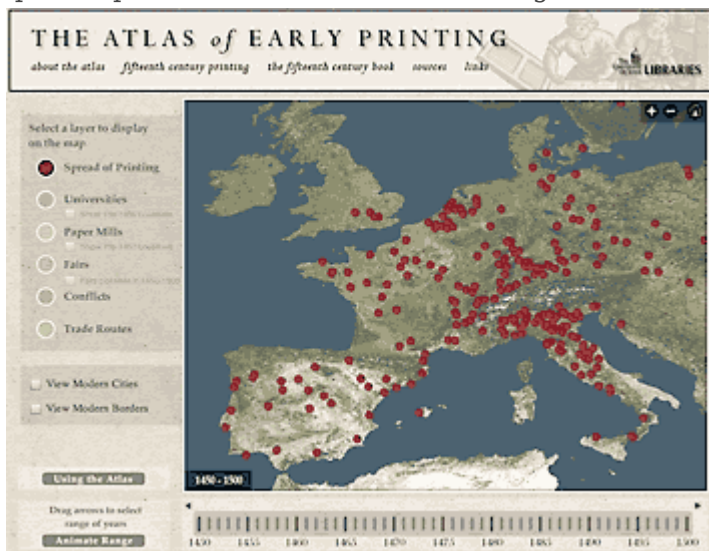 THE ATLAS of EARLY PRINTING
about the atlas fifteenth century printing the fifteenth century book sources links
LIBRARIES
Select a layer to display
on the map
Spread of Printing
Universities
Paper Mills
Fairs
Conflicts
Trade Routes
View Modern Cities
View Modern Borders
Using the Atlas
1450 - 1500
Drag arrows to select
range of years
Animate Range
1450 1455 1460 1465 1470 1475 1480 1485 1490 1495 1500